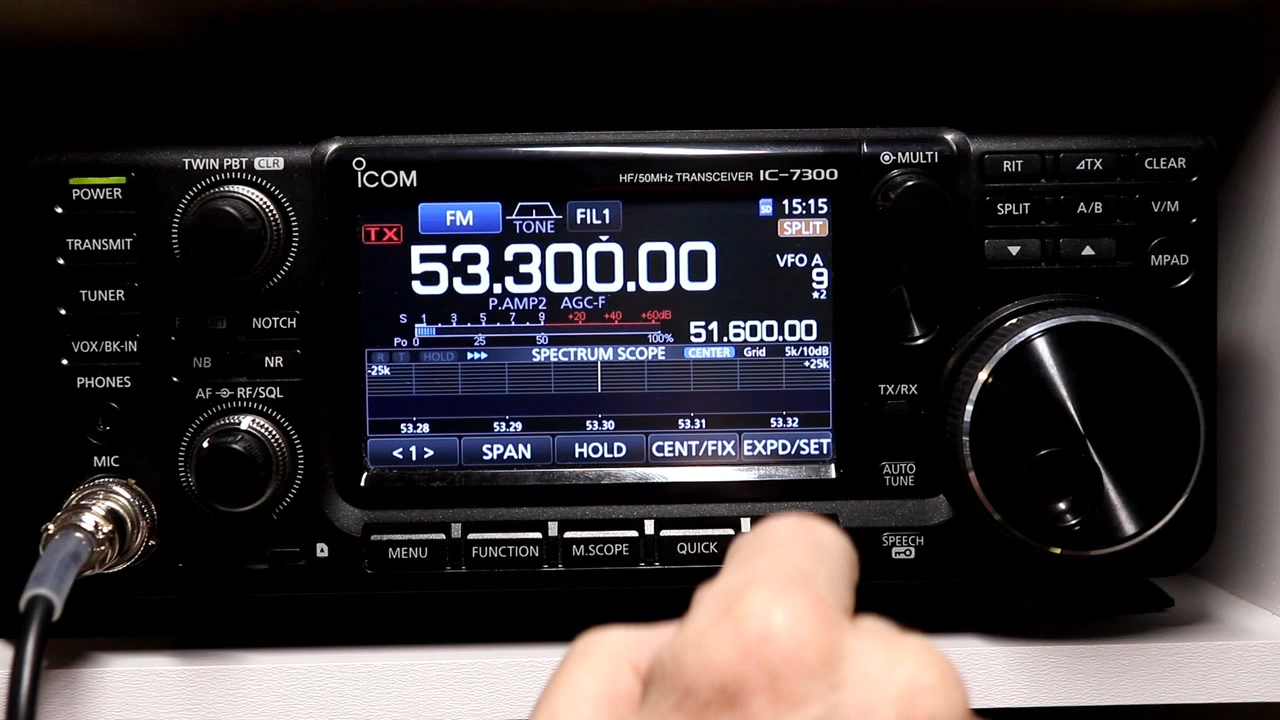 TWIN PBT CLR
POWER
TRANSMIT
TUNER
VOX/BK-IN
PHONES
MIC
NOTCH
NB
NR
AF RF/SQL
ICOM
HF/50MHz TRANSCEIVER IC-7300
FM
TONE
FIL1
SD
15:15
TX
SPLIT
53.300.00
VFO A
9
★2
P.AMP2 AGC-F
S 1 3 5 7 9 +20 +40 +60dB
Po 0 25 50 100%
51.600.00
R T HOLD
SPECTRUM SCOPE
CENTER Grid 5k/10dB
-25k
+25k
53.28 53.29 53.30 53.31 53.32
< 1 > SPAN HOLD CENT/FIX EXPD/SET
MENU FUNCTION M.SCOPE QUICK
MULTI
RIT
⊿TX
CLEAR
SPLIT
A/B
V/M
▼
▲
MPAD
TX/RX
AUTO
TUNE
SPEECH